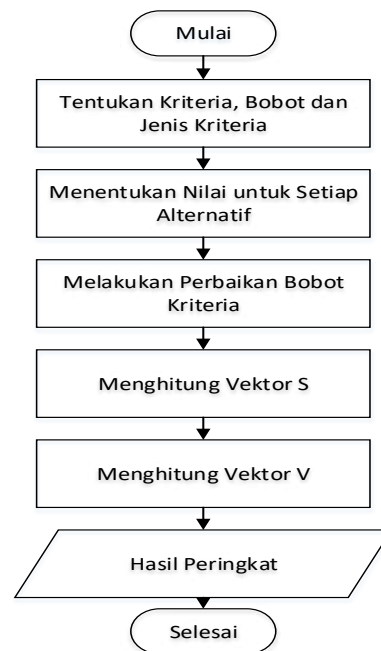 Mulai
Tentukan Kriteria, Bobot dan
Jenis Kriteria
Menentukan Nilai untuk Setiap
Alternatif
Melakukan Perbaikan Bobot
Kriteria
Menghitung Vektor S
Menghitung Vektor V
Hasil Peringkat
Selesai